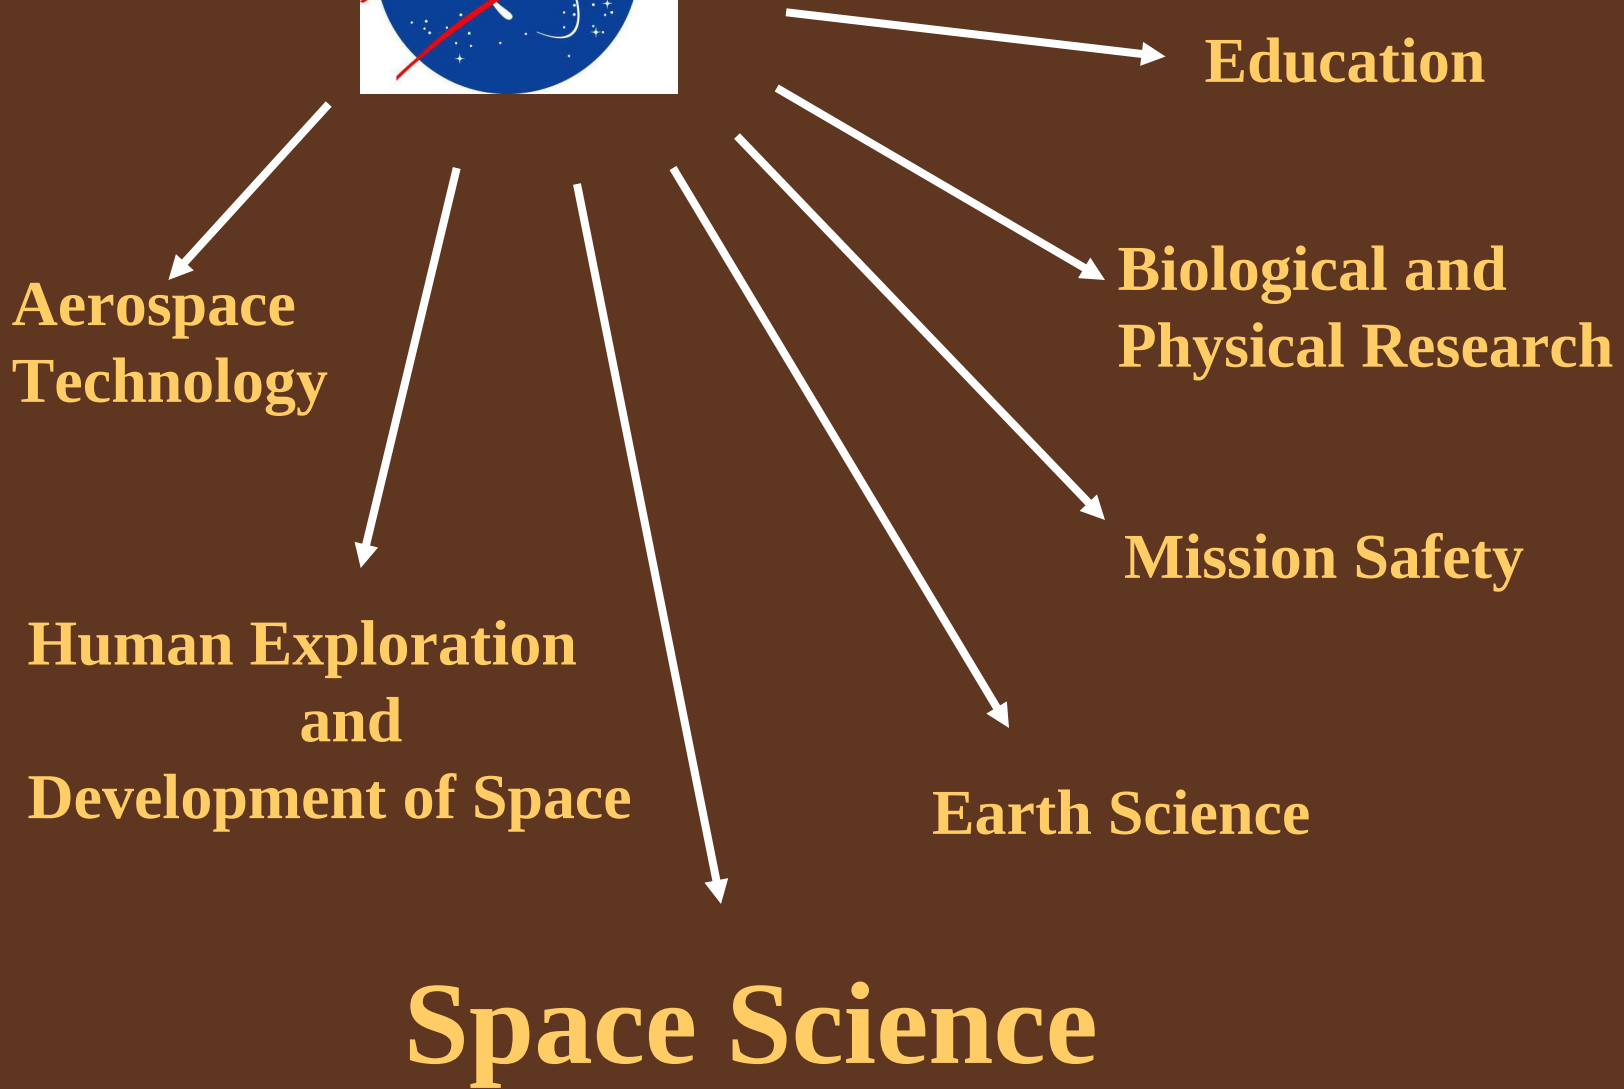 Education
Biological and
Physical Research
Aerospace
Technology
Mission Safety
Human Exploration
and
Development of Space
Earth Science
Space Science